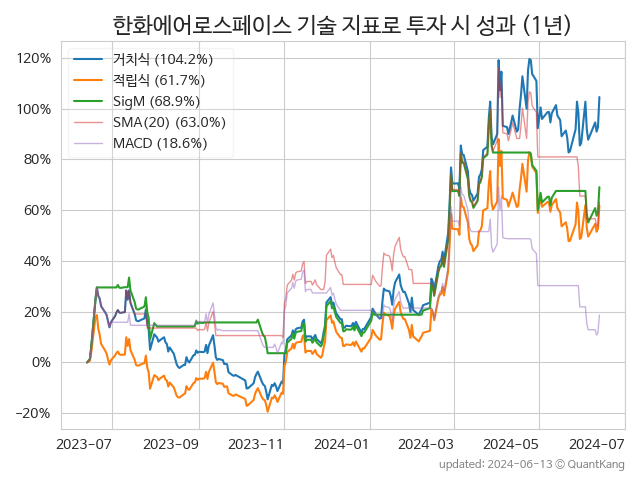 한화에어로스페이스 기술 지표로 투자 시 성과 (1년)
120%
100%
80%
60%
40%
20%
0%
−20%
거치식 (104.2%)
적립식 (61.7%)
SigM (68.9%)
SMA(20) (63.0%)
MACD (18.6%)
2023-07
2023-09
2023-11
2024-01
2024-03
2024-05
2024-07
updated: 2024-06-13 © QuantKang